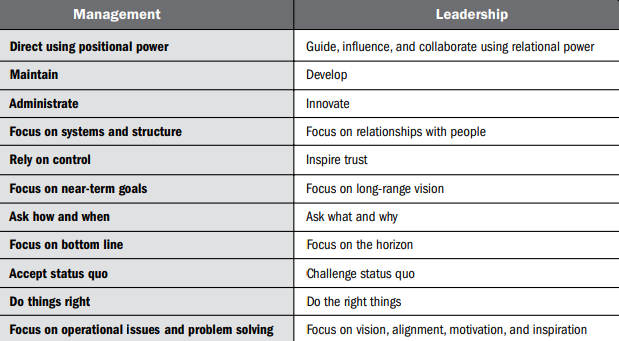 Management Leadership
Direct using positional power Guide, influence, and collaborate using relational power
Maintain Develop
Administrate Innovate
Focus on systems and structure Focus on relationships with people
Rely on control Inspire trust
Focus on near-term goals Focus on long-range vision
Ask how and when Ask what and why
Focus on bottom line Focus on the horizon
Accept status quo Challenge status quo
Do things right Do the right things
Focus on operational issues and problem solving Focus on vision, alignment, motivation, and inspiration